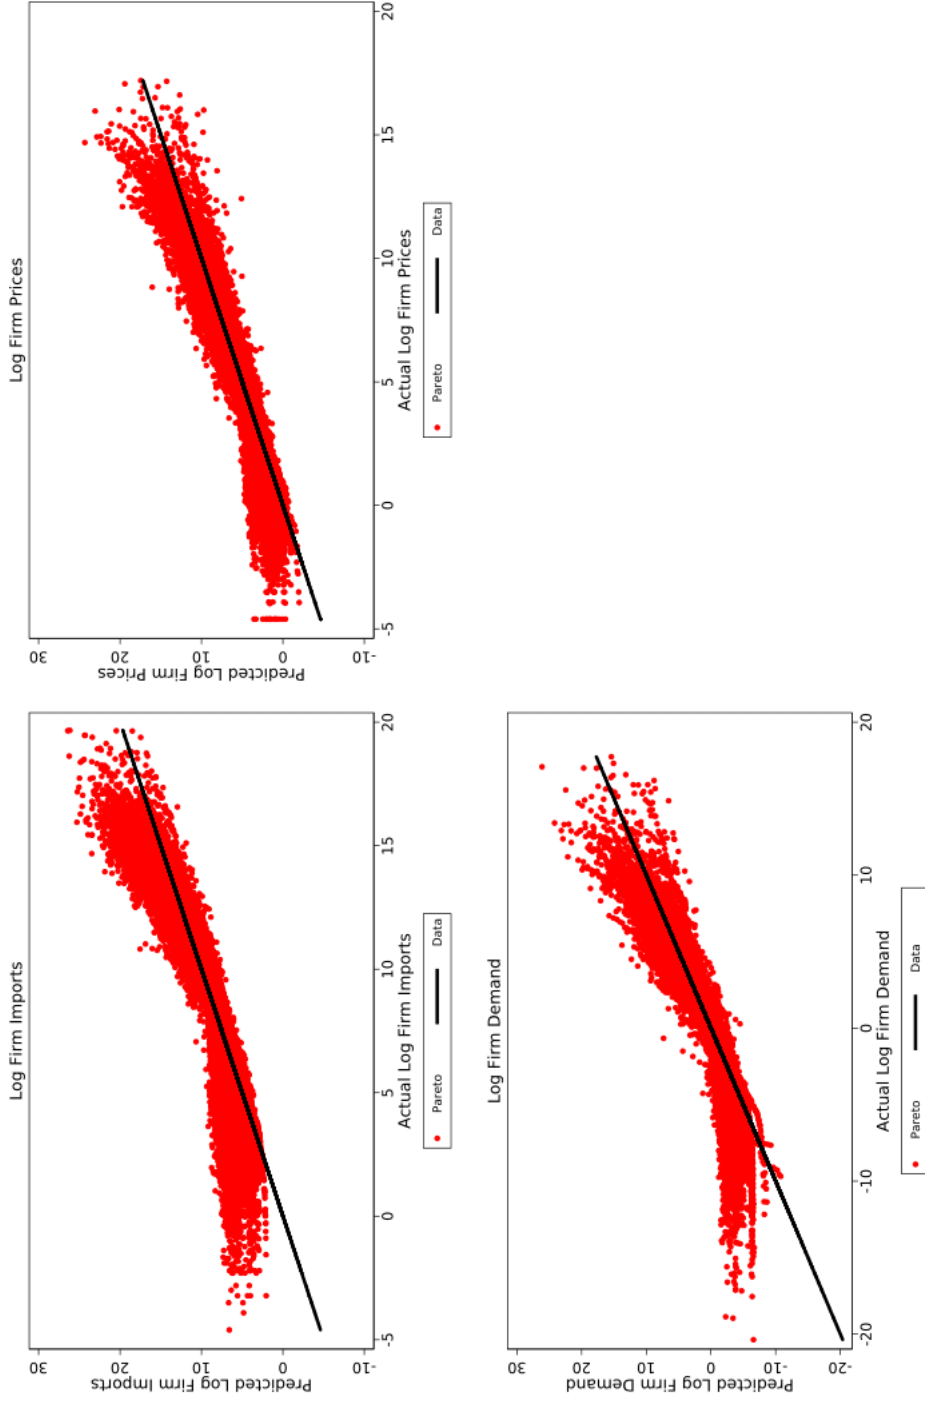 Log Firm Imports
Predicted Log Firm Imports
30
20
10
0
-10
-5
0
5
10
15
20
Actual Log Firm Imports
Pareto
Data
Log Firm Prices
Predicted Log Firm Prices
30
20
10
0
-10
-5
0
5
10
15
20
Actual Log Firm Prices
Pareto
Data
Log Firm Demand
Predicted Log Firm Demand
30
20
10
0
-10
-20
-20
-10
0
10
20
Actual Log Firm Demand
Pareto
Data